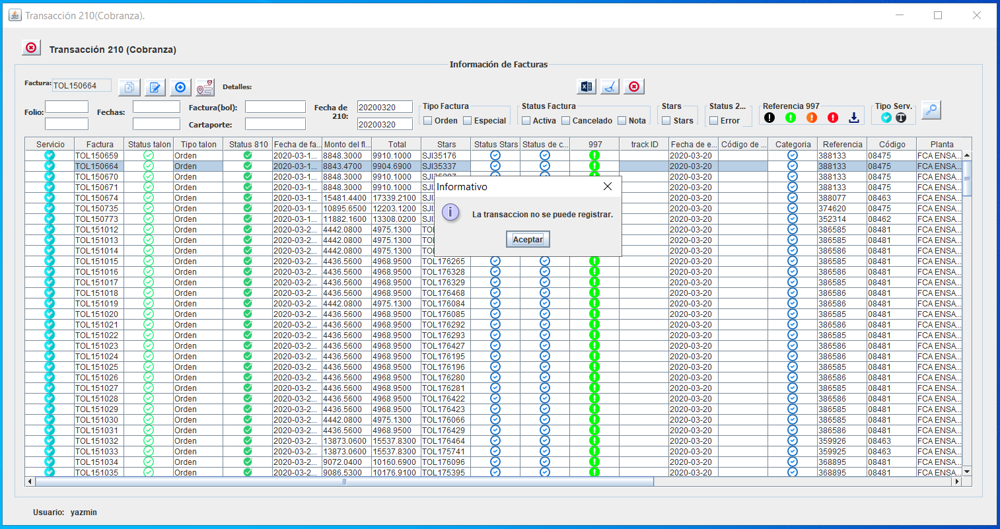 Transacción 210(Cobranza).
Transacción 210 (Cobranza)
Información de Facturas
Factura: TOL150664 Detalles:
Folio: Fechas: Factura(bol): Cartaporte: Fecha de 210: 20200320 20200320
Tipo Factura Orden Especial
Status Factura Activa Cancelado Nota
Stars Stars
Status 2... Error
Referencia 997
Tipo Serv.
Servicio Factura Status talon Tipo talon Status 810 Fecha de fa... Monto del fl... Total Stars Status Stars Status de c... 997 track ID Fecha de e... Código de ... Categoria Referencia Código Planta
TOL150659 Orden 2020-03-1... 8848.3000 9910.1000 SJI35176 2020-03-20 388133 08475 FCA ENSA...
TOL150664 Orden 2020-03-1... 8843.4700 9904.6900 SJI35337 2020-03-20 388133 08475 FCA ENSA...
TOL150670 Orden 2020-03-1... 8848.3000 9910.1000 2020-03-20 388133 08475 FCA ENSA...
TOL150671 Orden 2020-03-1... 8848.3000 9910.1000 SJI 2020-03-20 388133 08475 FCA ENSA...
TOL150674 Orden 2020-03-1... 15481.4400 17339.2100 SJI 2020-03-20 388077 08463 FCA ENSA...
TOL150735 Orden 2020-03-1... 10895.6500 12203.1200 SJI 2020-03-20 374620 08475 FCA ENSA...
TOL150773 Orden 2020-03-1... 11882.1600 13308.0200 SJI 2020-03-20 352314 08462 FCA ENSA...
TOL151012 Orden 2020-03-2... 4442.0800 4975.1300 TOL 2020-03-20 386585 08481 FCA ENSA...
TOL151013 Orden 2020-03-2... 4442.0800 4975.1300 TOL 2020-03-20 386585 08481 FCA ENSA...
TOL151014 Orden 2020-03-2... 4442.0800 4975.1300 TOL 2020-03-20 386585 08481 FCA ENSA...
TOL151015 Orden 2020-03-2... 4436.5600 4968.9500 TOL176265 2020-03-20 386585 08481 FCA ENSA...
TOL151016 Orden 2020-03-2... 4436.5600 4968.9500 TOL176328 2020-03-20 386586 08481 FCA ENSA...
TOL151017 Orden 2020-03-2... 4436.5600 4968.9500 TOL176329 2020-03-20 386585 08481 FCA ENSA...
TOL151018 Orden 2020-03-2... 4436.5600 4968.9500 TOL176468 2020-03-20 386585 08481 FCA ENSA...
TOL151019 Orden 2020-03-2... 4442.0800 4975.1300 TOL176084 2020-03-20 386586 08481 FCA ENSA...
TOL151020 Orden 2020-03-2... 4436.5600 4968.9500 TOL176085 2020-03-20 386586 08481 FCA ENSA...
TOL151021 Orden 2020-03-2... 4436.5600 4968.9500 TOL176292 2020-03-20 386586 08481 FCA ENSA...
TOL151022 Orden 2020-03-2... 4436.5600 4968.9500 TOL176293 2020-03-20 386586 08481 FCA ENSA...
TOL151023 Orden 2020-03-2... 4436.5600 4968.9500 TOL176427 2020-03-20 386585 08481 FCA ENSA...
TOL151024 Orden 2020-03-2... 4436.5600 4968.9500 TOL176195 2020-03-20 386586 08481 FCA ENSA...
TOL151025 Orden 2020-03-2... 4436.5600 4968.9500 TOL176196 2020-03-20 386585 08481 FCA ENSA...
TOL151026 Orden 2020-03-2... 4436.5600 4968.9500 TOL176280 2020-03-20 386586 08481 FCA ENSA...
TOL151027 Orden 2020-03-2... 4436.5600 4968.9500 TOL176281 2020-03-20 386585 08481 FCA ENSA...
TOL151028 Orden 2020-03-2... 4436.5600 4968.9500 TOL176422 2020-03-20 386586 08481 FCA ENSA...
TOL151029 Orden 2020-03-2... 4436.5600 4968.9500 TOL176423 2020-03-20 386585 08481 FCA ENSA...
TOL151030 Orden 2020-03-2... 4442.0800 4975.1300 TOL176066 2020-03-20 386585 08481 FCA ENSA...
TOL151031 Orden 2020-03-2... 4436.5600 4968.9500 TOL176429 2020-03-20 386585 08481 FCA ENSA...
TOL151032 Orden 2020-03-2... 13873.0600 15537.8300 TOL176464 2020-03-20 359926 08463 FCA ENSA...
TOL151033 Orden 2020-03-2... 13873.0600 15537.8300 TOL175741 2020-03-20 359925 08463 FCA ENSA...
TOL151034 Orden 2020-03-2... 9072.0400 10160.6900 TOL176096 2020-03-20 368895 08481 FCA ENSA...
TOL151035 Orden 2020-03-2... 9086.5300 10176.9100 TOL175395 2020-03-20 368895 08481 FCA ENSA...
Informativo
La transaccion no se puede registrar.
Aceptar
Usuario: yazmin